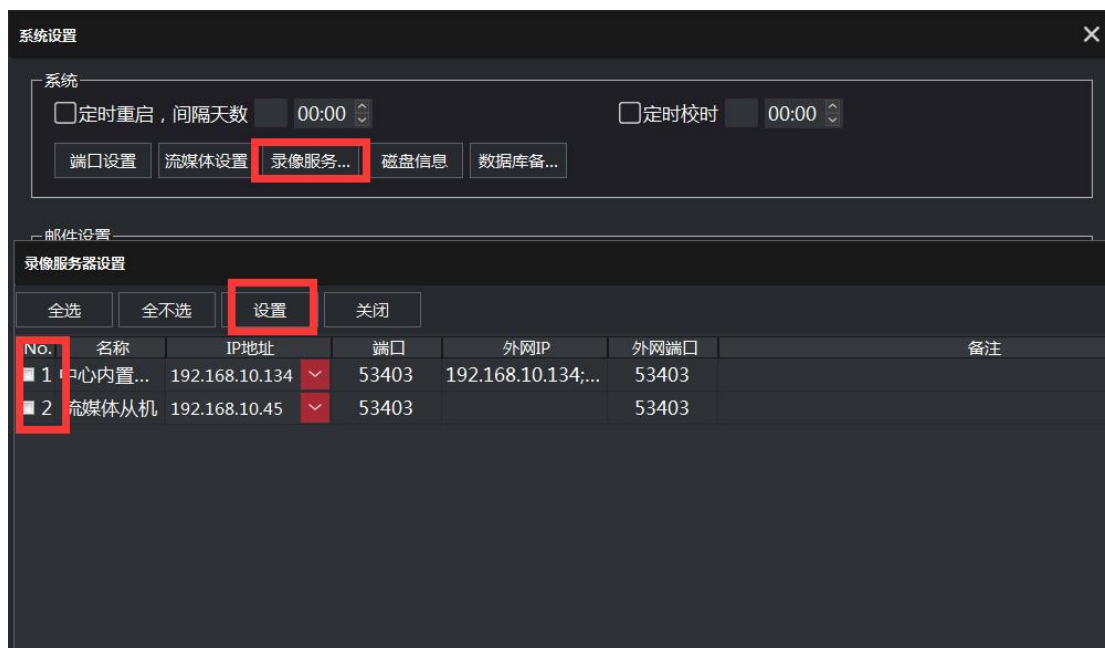 系统设置
系统
定时重启，间隔天数 00:00 定时校时 00:00
端口设置 流媒体设置 录像服务... 磁盘信息 数据库备...
邮件设置
录像服务器设置
全选 全不选 设置 关闭
No. 名称 IP地址 端口 外网IP 外网端口 备注
1 中心内置... 192.168.10.134 53403 192.168.10.134;... 53403
2 流媒体从机 192.168.10.45 53403 53403